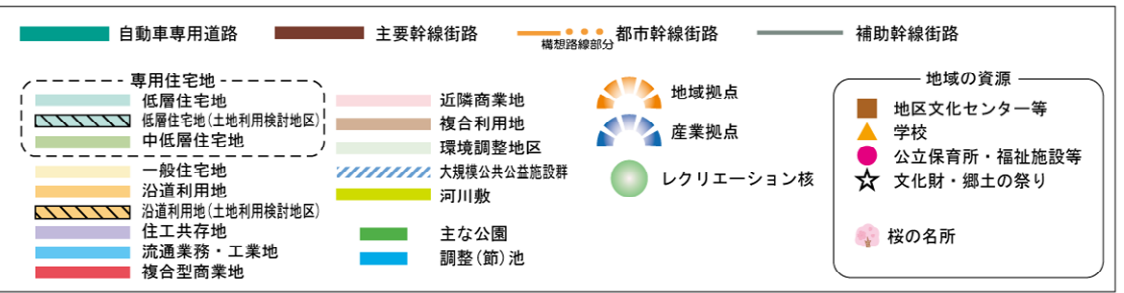 自動車専用道路
主要幹線街路
構想路線部分
都市幹線街路
補助幹線街路
専用住宅地
低層住宅地
低層住宅地(土地利用検討地区)
中低層住宅地
一般住宅地
沿道利用地
沿道利用地(土地利用検討地区)
住工共存地
流通業務・工業地
複合型商業地
近隣商業地
複合利用地
環境調整地区
大規模公共公益施設群
河川敷
主な公園
調整(節)池
地域拠点
産業拠点
レクリエーション核
地域の資源
地区文化センター等
学校
公立保育所・福祉施設等
文化財・郷土の祭り
桜の名所